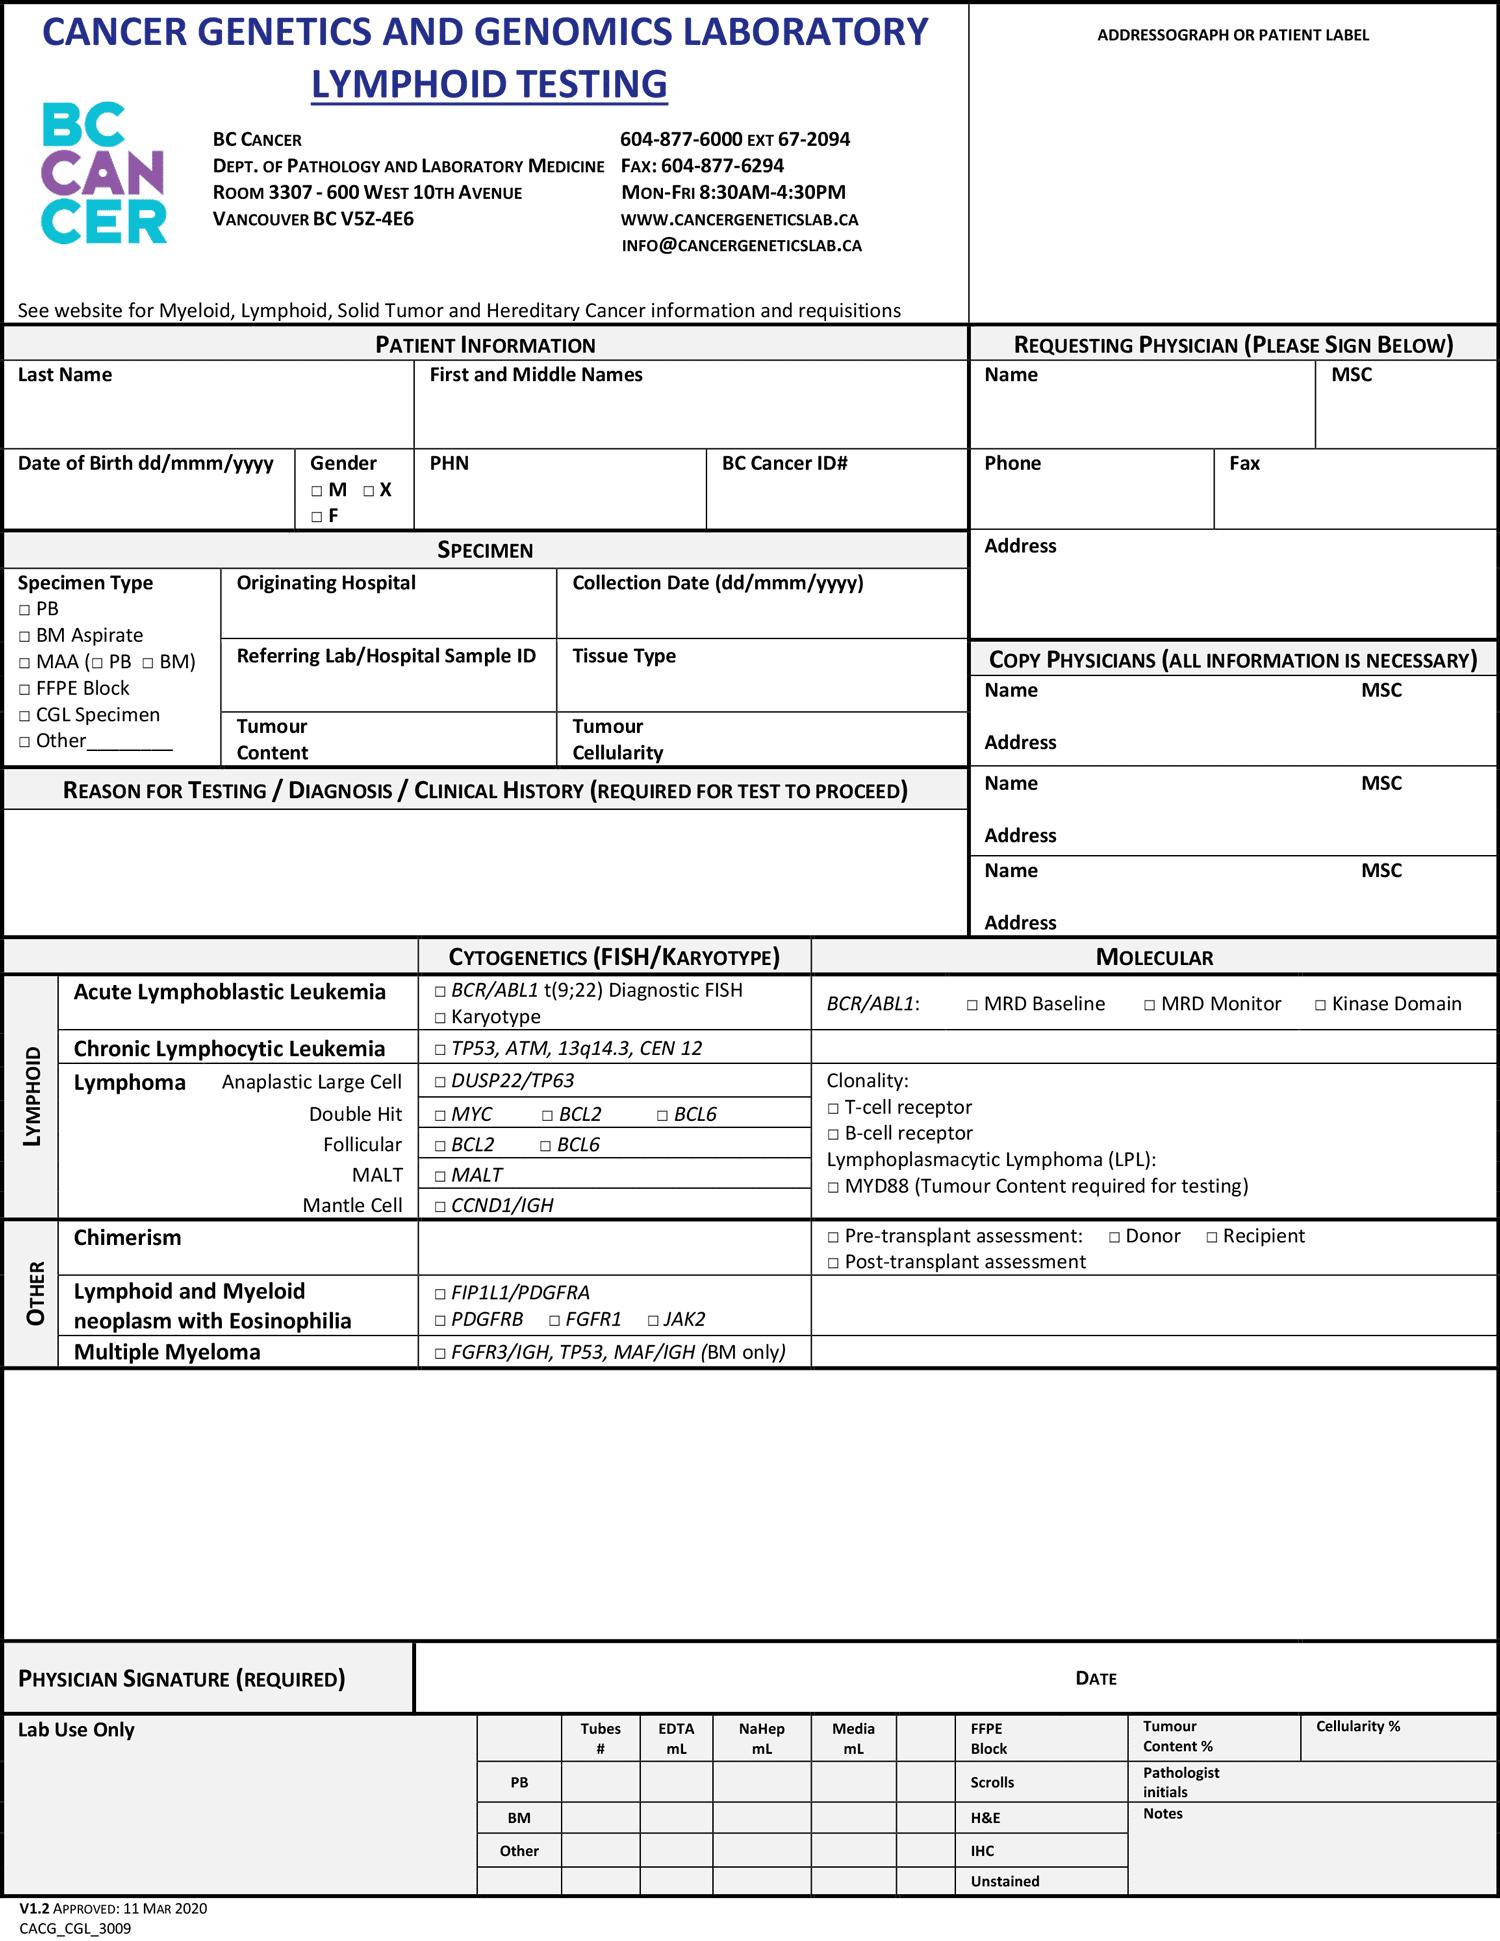 CANCER GENETICS AND GENOMICS LABORATORY
LYMPHOID TESTING
BC
CAN
CER
BC CANCER
DEPT. OF PATHOLOGY AND LABORATORY MEDICINE
ROOM 3307 - 600 WEST 10TH AVENUE
VANCOUVER BC V5Z-4E6
604-877-6000 EXT 67-2094
FAX: 604-877-6294
MON-FRI 8:30AM-4:30PM
WWW.CANCERGENETICSLAB.CA
INFO@CANCERGENETICSLAB.CA
See website for Myeloid, Lymphoid, Solid Tumor and Hereditary Cancer information and requisitions
ADDRESSOGRAPH OR PATIENT LABEL
PATIENT INFORMATION
Last Name
First and Middle Names
Date of Birth dd/mmm/yyyy
Gender
□ M □ X
□ F
PHN
BC Cancer ID#
REQUESTING PHYSICIAN (PLEASE SIGN BELOW)
Name
MSC
Phone
Fax
Address
SPECIMEN
Specimen Type
□ PB
□ BM Aspirate
□ MAA (□ PB □ BM)
□ FFPE Block
□ CGL Specimen
□ Other________
Originating Hospital
Collection Date (dd/mmm/yyyy)
Referring Lab/Hospital Sample ID
Tissue Type
Tumour
Content
Tumour
Cellularity
COPY PHYSICIANS (ALL INFORMATION IS NECESSARY)
Name MSC
Address
Name MSC
Address
Name MSC
Address
REASON FOR TESTING / DIAGNOSIS / CLINICAL HISTORY (REQUIRED FOR TEST TO PROCEED)
CYTOGENETICS (FISH/KARYOTYPE)
MOLECULAR
LYMPHOID
Acute Lymphoblastic Leukemia
□ BCR/ABL1 t(9;22) Diagnostic FISH
□ Karyotype
BCR/ABL1: □ MRD Baseline □ MRD Monitor □ Kinase Domain
Chronic Lymphocytic Leukemia
□ TP53, ATM, 13q14.3, CEN 12
Lymphoma Anaplastic Large Cell
□ DUSP22/TP63
Double Hit
□ MYC □ BCL2 □ BCL6
Follicular
□ BCL2 □ BCL6
MALT
□ MALT
Mantle Cell
□ CCND1/IGH
Clonality:
□ T-cell receptor
□ B-cell receptor
Lymphoplasmacytic Lymphoma (LPL):
□ MYD88 (Tumour Content required for testing)
OTHER
Chimerism
□ Pre-transplant assessment: □ Donor □ Recipient
□ Post-transplant assessment
Lymphoid and Myeloid
neoplasm with Eosinophilia
□ FIP1L1/PDGFRA
□ PDGFRB □ FGFR1 □ JAK2
Multiple Myeloma
□ FGFR3/IGH, TP53, MAF/IGH (BM only)
PHYSICIAN SIGNATURE (REQUIRED)
DATE
Lab Use Only
Tubes
#
EDTA
mL
NaHep
mL
Media
mL
FFPE
Block
Tumour
Content %
Cellularity %
PB
Scrolls
Pathologist
initials
BM
H&E
Notes
Other
IHC
Unstained
V1.2 APPROVED: 11 MAR 2020
CACG_CGL_3009